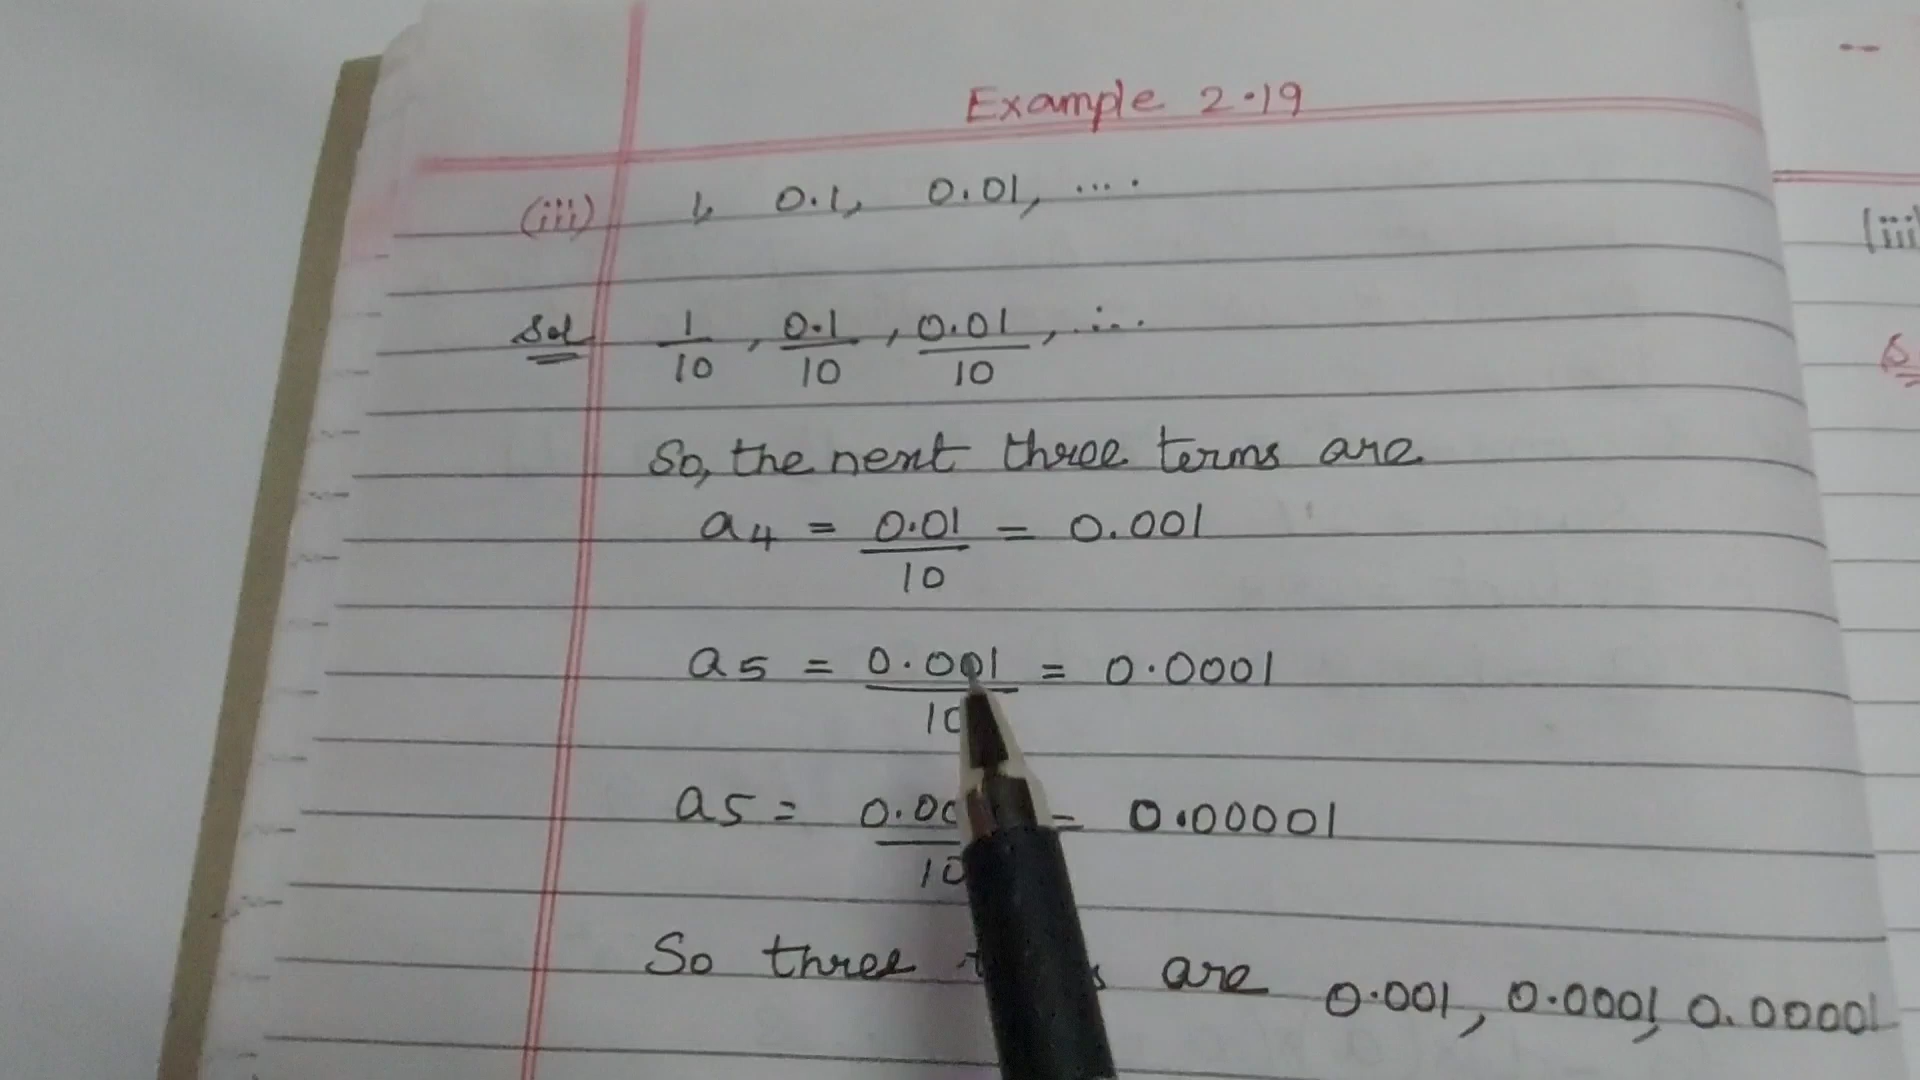 Example 2.19
(iii) 1, 0.1, 0.01, ....
Sol 1/10, 0.1/10, 0.01/10, ....
So, the next three terms are
a4 = 0.01/10 = 0.001
a5 = 0.001/10 = 0.0001
a5 = = 0.00001
So three are 0.001, 0.0001, 0.00001
(iii)